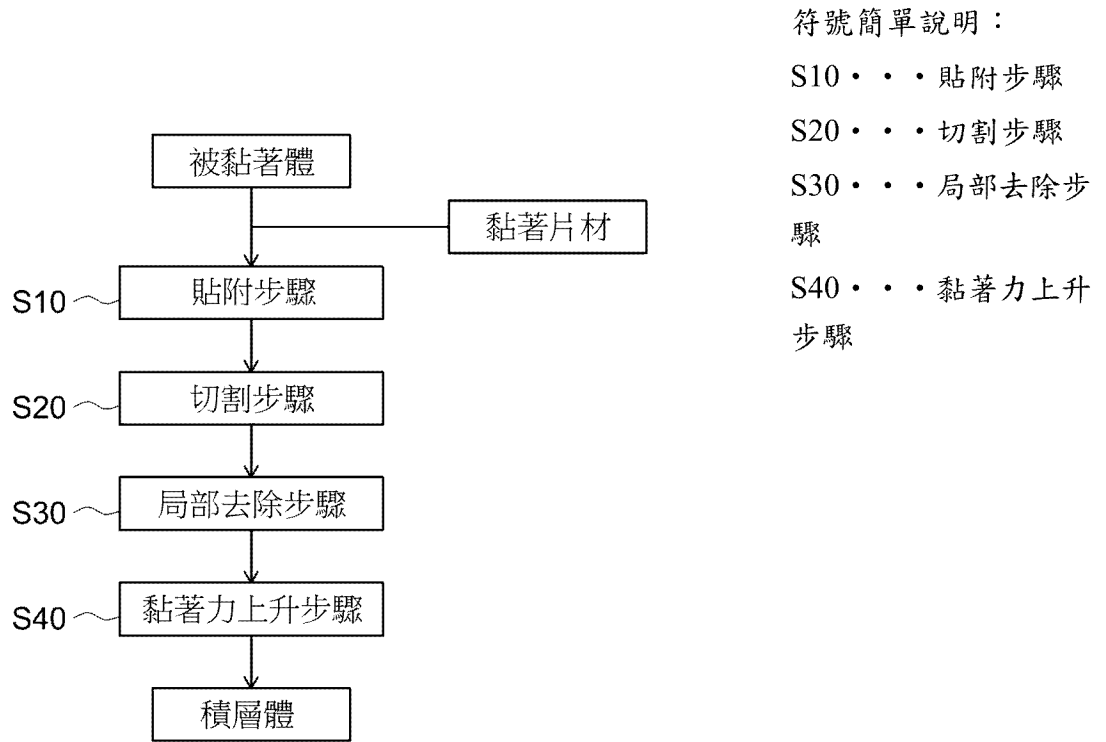 被黏著體
黏著片材
S10
貼附步驟
S20
切割步驟
S30
局部去除步驟
S40
黏著力上升步驟
積層體
符號簡單說明：
S10・・・貼附步驟
S20・・・切割步驟
S30・・・局部去除步
驟
S40・・・黏著力上升
步驟